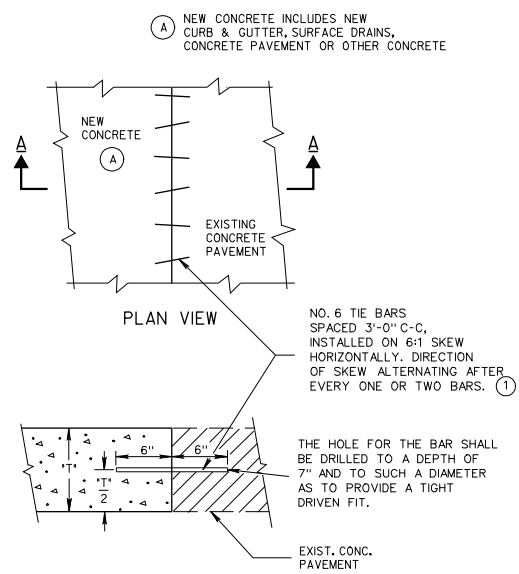 A
NEW CONCRETE INCLUDES NEW
CURB & GUTTER, SURFACE DRAINS,
CONCRETE PAVEMENT OR OTHER CONCRETE
NEW
CONCRETE
A
A
A
EXISTING
CONCRETE
PAVEMENT
PLAN VIEW
NO. 6 TIE BARS
SPACED 3'-0" C-C,
INSTALLED ON 6:1 SKEW
HORIZONTALLY. DIRECTION
OF SKEW ALTERNATING AFTER
EVERY ONE OR TWO BARS. 1
6" 6"
"T"
"T"
2
THE HOLE FOR THE BAR SHALL
BE DRILLED TO A DEPTH OF
7" AND TO SUCH A DIAMETER
AS TO PROVIDE A TIGHT
DRIVEN FIT.
EXIST. CONC.
PAVEMENT